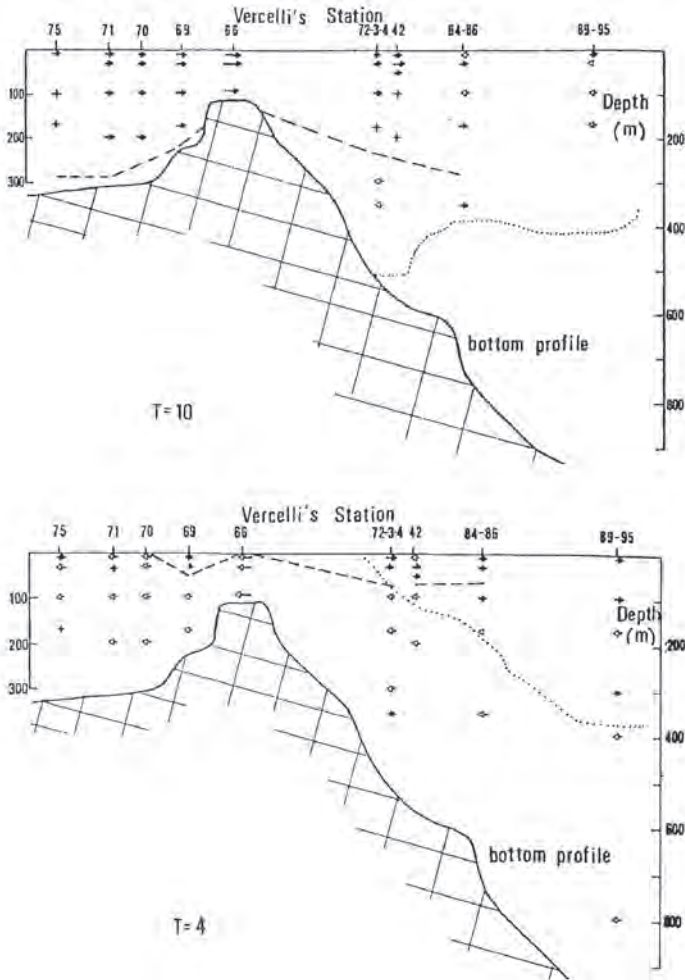 Vercelli's Station
75 71 70 69 66 72-3-4 42 84-86 89-95
100
200
300
Depth
(m)
200
400
600
800
bottom profile
T=10
Vercelli's Station
75 71 70 69 66 72-3-4 42 84-86 89-95
100
200
300
Depth
(m)
200
400
600
800
bottom profile
T=4